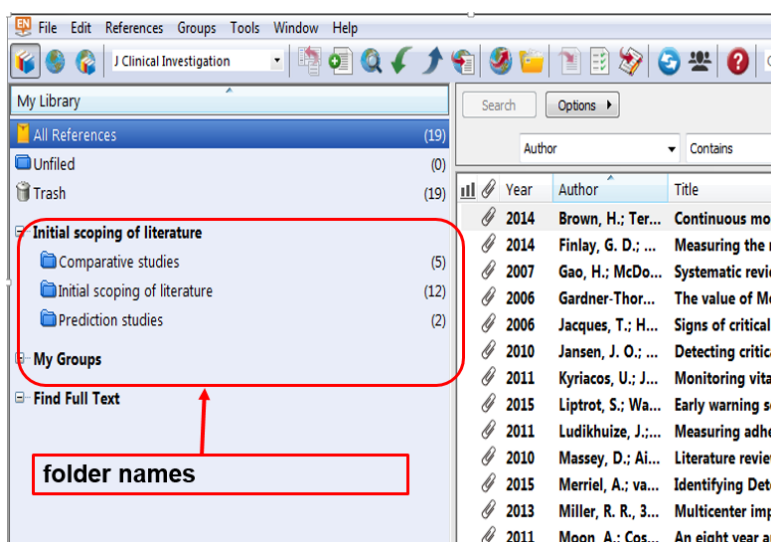 EN File Edit References Groups Tools Window Help
J Clinical Investigation
My Library
All References (19)
Unfiled (0)
Trash (19)
Initial scoping of literature
Comparative studies (5)
Initial scoping of literature (12)
Prediction studies (2)
My Groups
Find Full Text
folder names
Search Options
Author Contains
Year Author Title
2014 Brown, H.; Ter... Continuous mo
2014 Finlay, G. D.; ... Measuring the
2007 Gao, H.; McDo... Systematic revi
2006 Gardner-Thor... The value of M
2006 Jacques, T.; H... Signs of critical
2010 Jansen, J. O.; ... Detecting critic
2011 Kyriacos, U.; J... Monitoring vita
2015 Liptrot, S.; Wa... Early warning s
2011 Ludikhuize, J.;... Measuring adhe
2010 Massey, D.; Ai... Literature revie
2015 Merriel, A.; va... Identifying Det
2013 Miller, R. R., 3... Multicenter imp
2011 Moon, A.; Cos... An eight year a